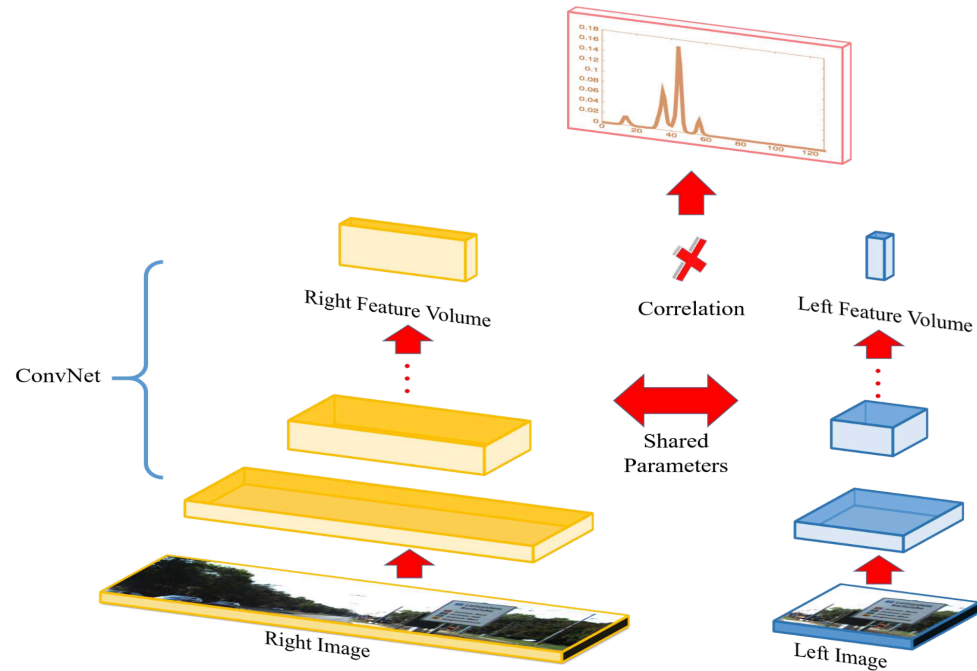 0.18
0.16
0.14
0.12
0.1
0.08
0.06
0.04
0.02
0
0 20 40 60 80 100 120
Right Feature Volume
Correlation
Left Feature Volume
ConvNet
Shared
Parameters
Right Image
Left Image